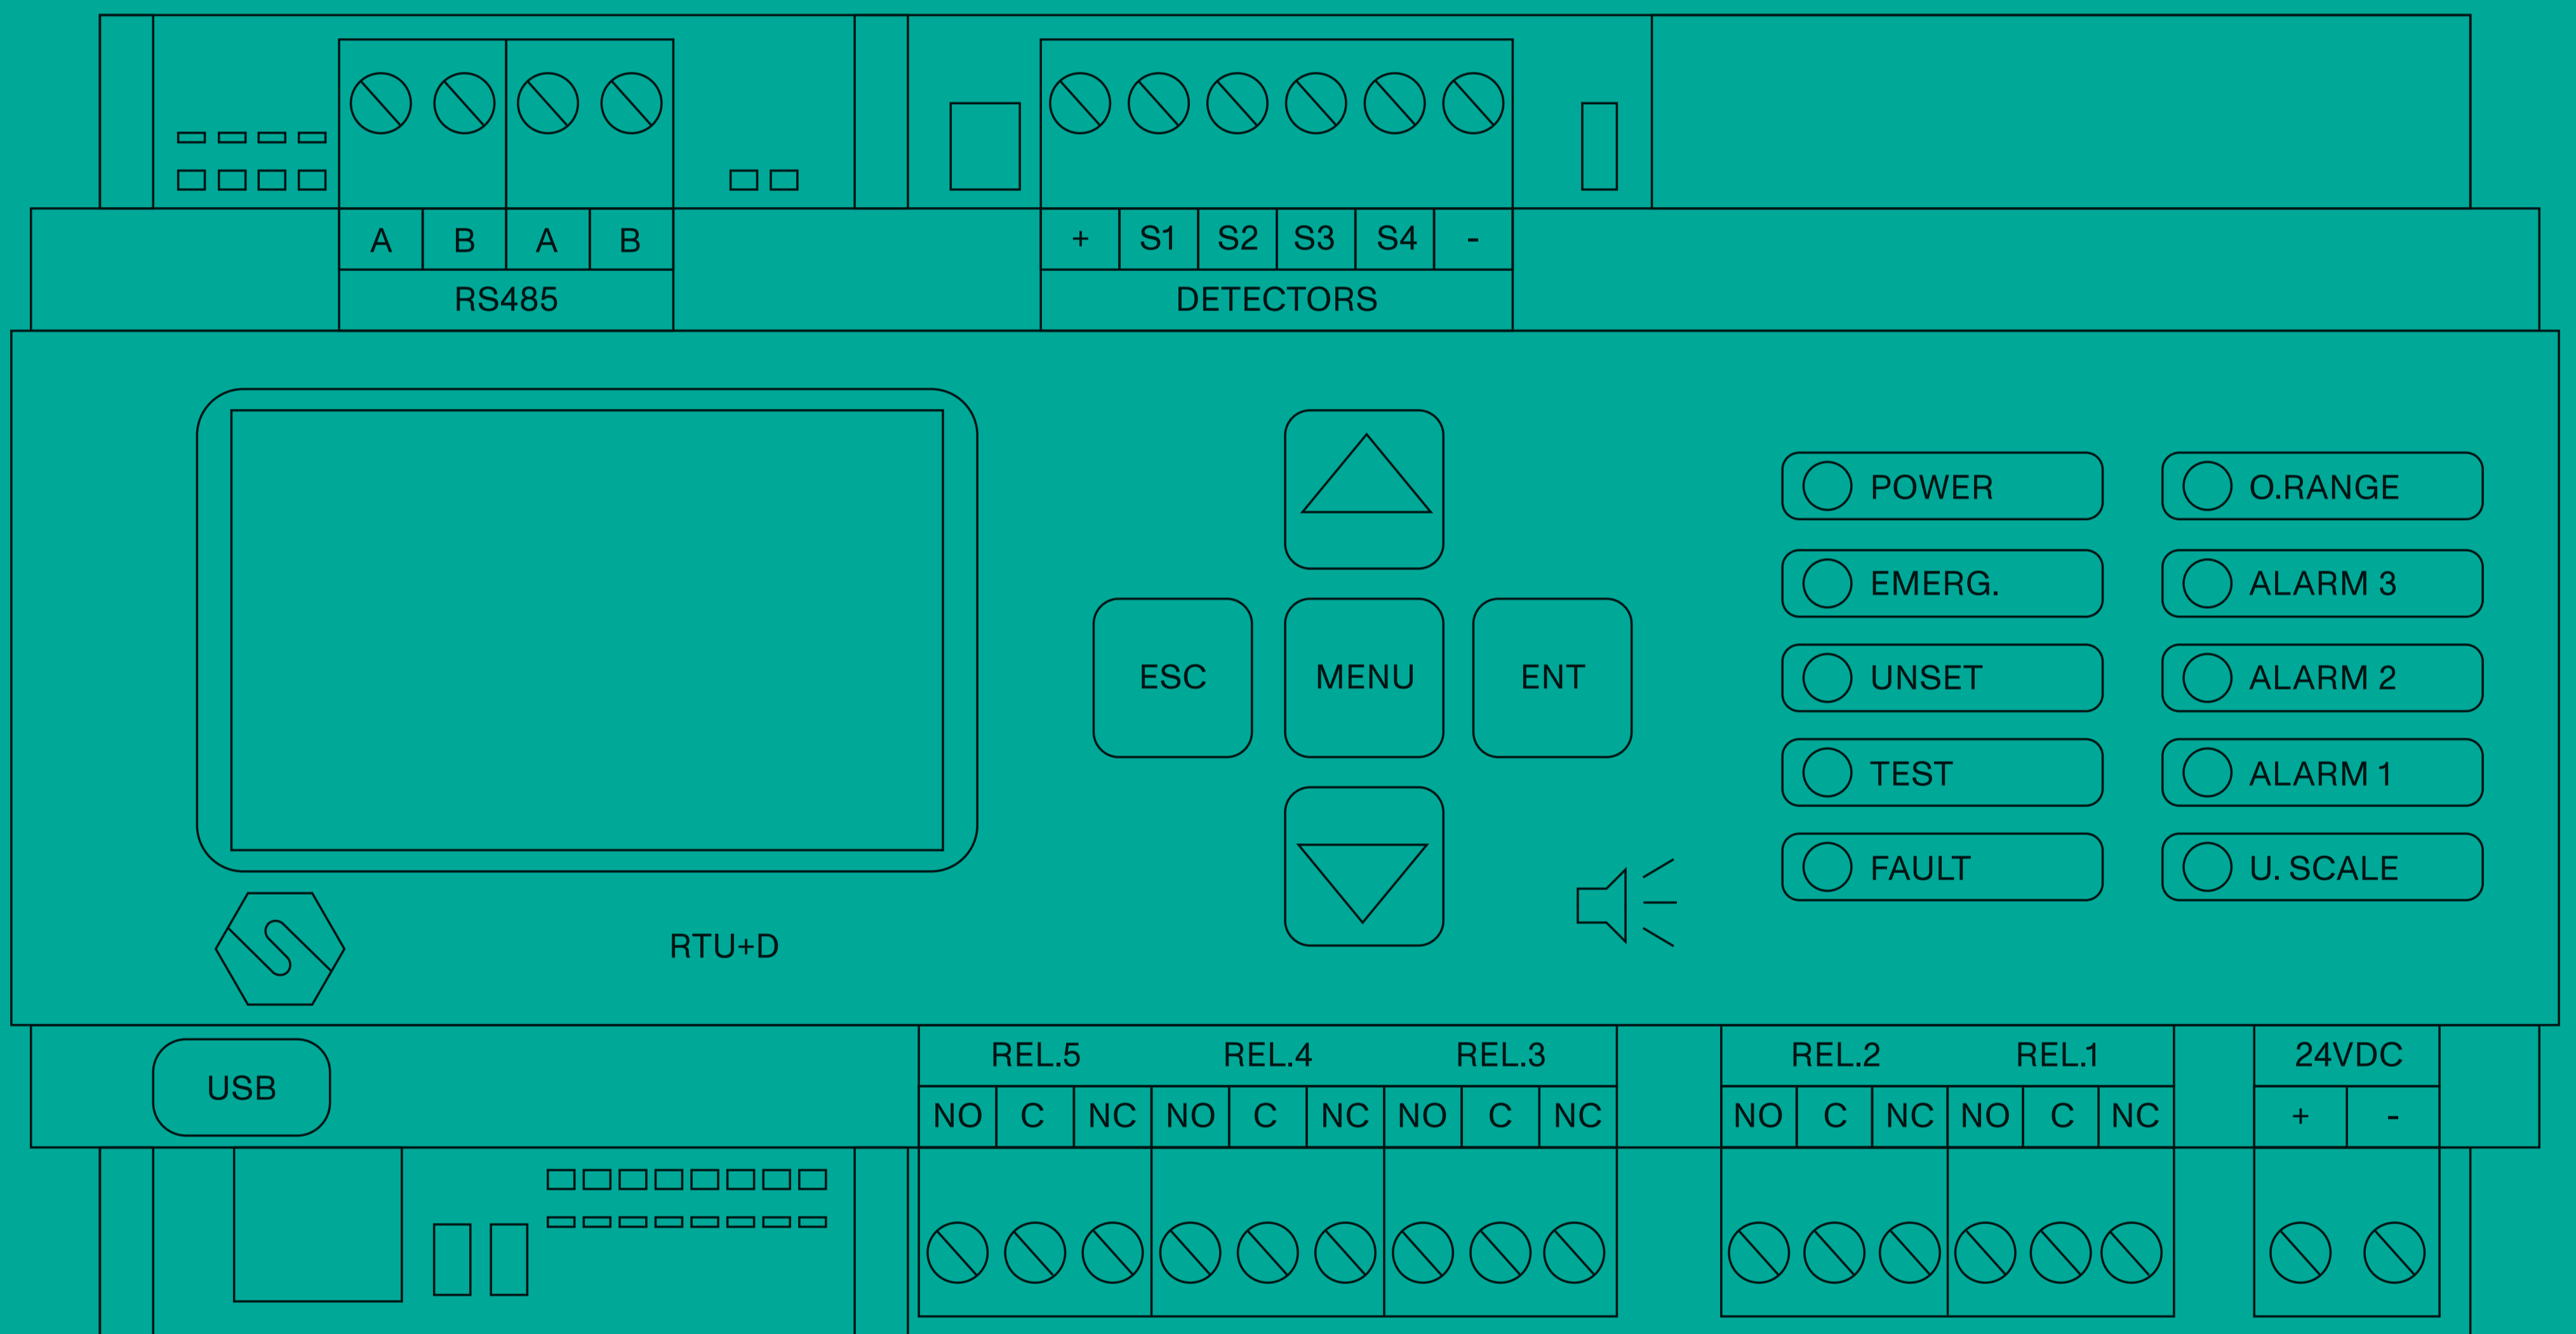 A B A B
RS485
+ S1 S2 S3 S4 -
DETECTORS
POWER
EMERG.
UNSET
TEST
FAULT
O.RANGE
ALARM 3
ALARM 2
ALARM 1
U. SCALE
ESC MENU ENT
RTU+D
USB
REL.5 REL.4 REL.3
NO C NC NO C NC NO C NC
REL.2 REL.1
NO C NC NO C NC
24VDC
+ -